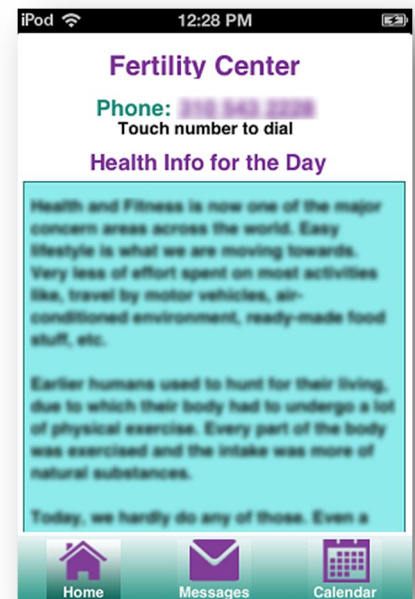 iPod 12:28 PM
Fertility Center
Phone:
Touch number to dial
Health Info for the Day
Health and Fitness is now one of the major
concern areas across the world. Easy
lifestyle is what we are moving towards.
Very less of effort spent on most activities
like, travel by motor vehicles, air-
conditioned environment, ready-made food
stuff, etc.
Earlier humans used to hunt for their living,
due to which their body had to undergo a lot
of physical exercise. Every part of the body
was exercised and the intake was more of
natural substances.
Today, we hardly do any of those. Even a
Home Messages Calendar